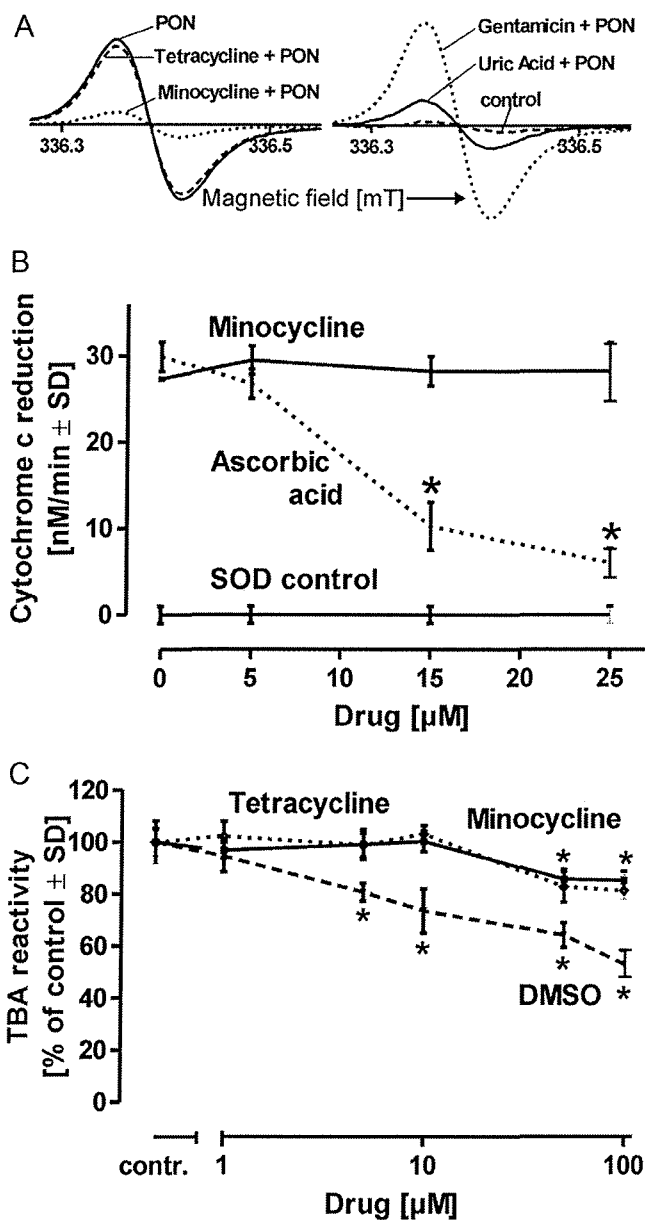 A
PON
Tetracycline + PON
Minocycline + PON
336.3
336.5
Gentamicin + PON
Uric Acid + PON
control
336.3
336.5
Magnetic field [mT]
B
Cytochrome c reduction
[nM/min ± SD]
30
20
10
0
Minocycline
Ascorbic
acid
*
*
SOD control
0
5
10
15
20
25
Drug [µM]
C
TBA reactivity
[% of control ± SD]
120
100
80
60
40
20
0
Tetracycline
Minocycline
*
*
*
*
*
DMSO *
contr.
1
10
100
Drug [µM]